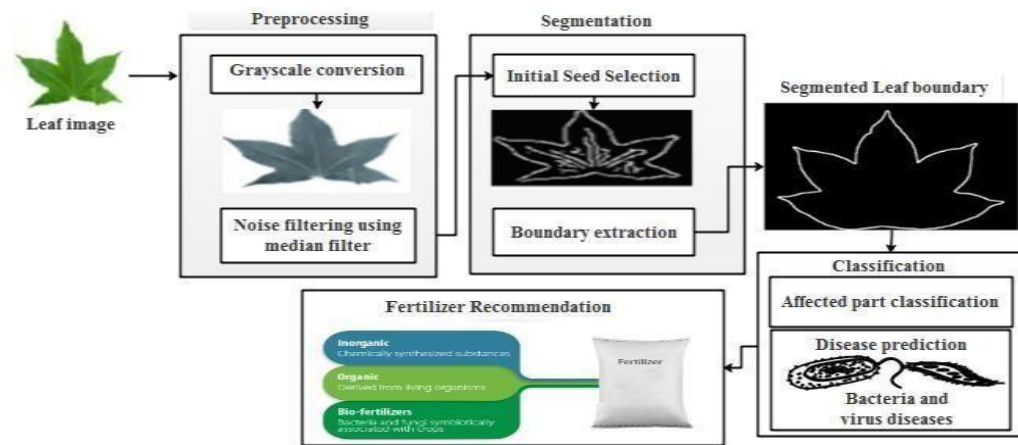 Preprocessing
Segmentation
Leaf image
Grayscale conversion
Noise filtering using
median filter
Initial Seed Selection
Boundary extraction
Segmented Leaf boundary
Classification
Affected part classification
Disease prediction
Bacteria and
virus diseases
Fertilizer Recommendation
Inorganic
Chemically synthesized substances
Organic
Derived from living organisms
Bio-fertilizers
Bacteria and fungi symbiotically
associated with crops
Fertilizer